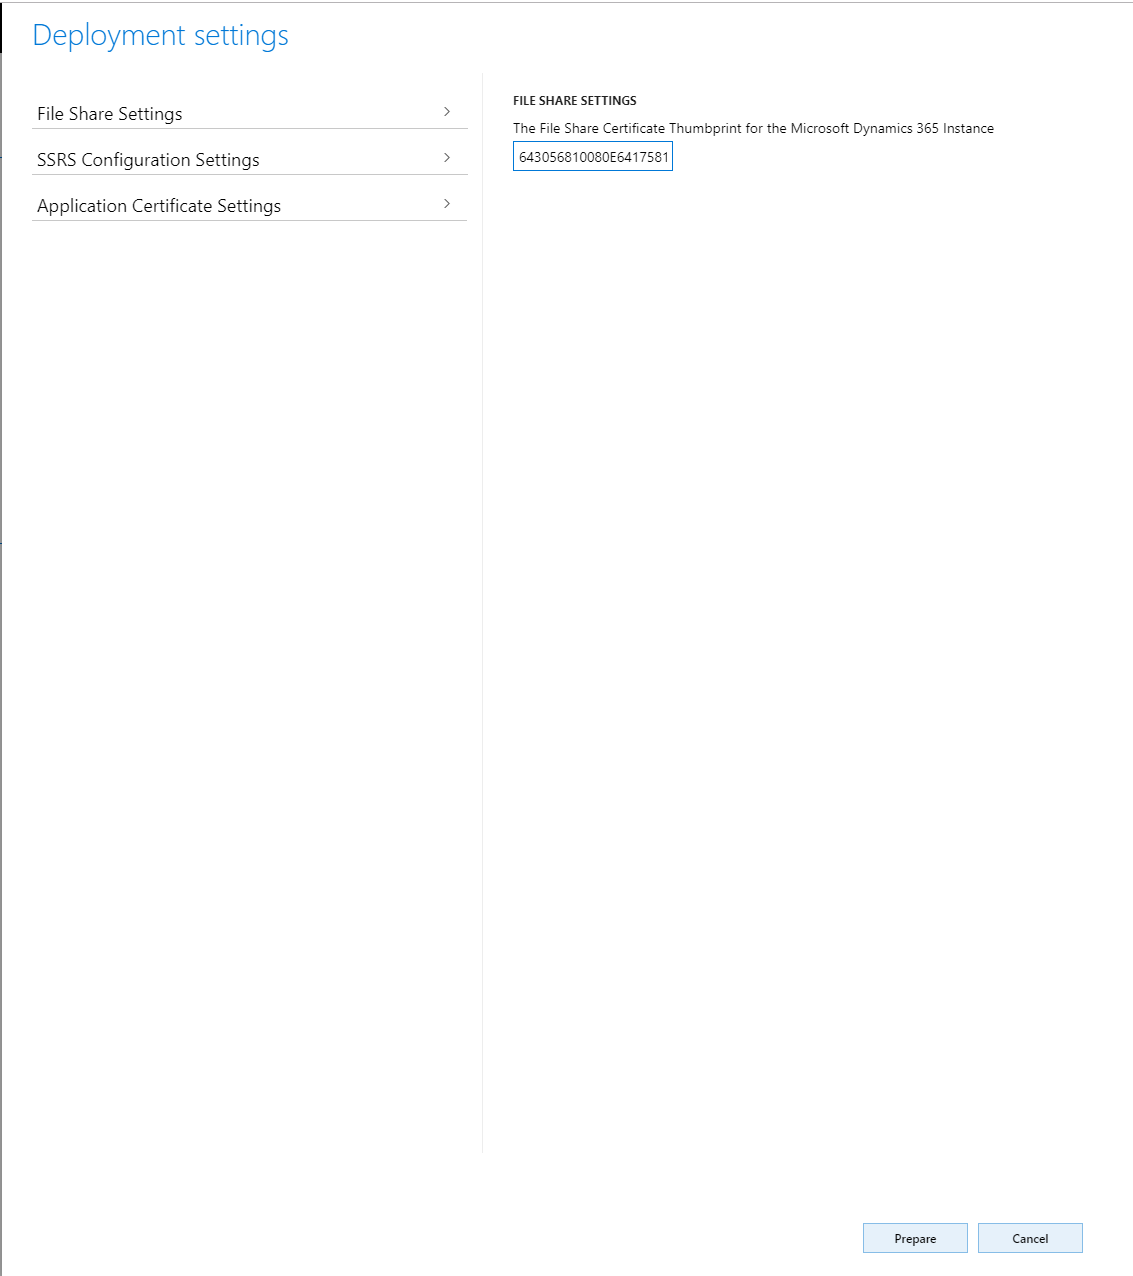 Deployment settings
File Share Settings
SSRS Configuration Settings
Application Certificate Settings
FILE SHARE SETTINGS
The File Share Certificate Thumbprint for the Microsoft Dynamics 365 Instance
643056810080E6417581
Prepare
Cancel